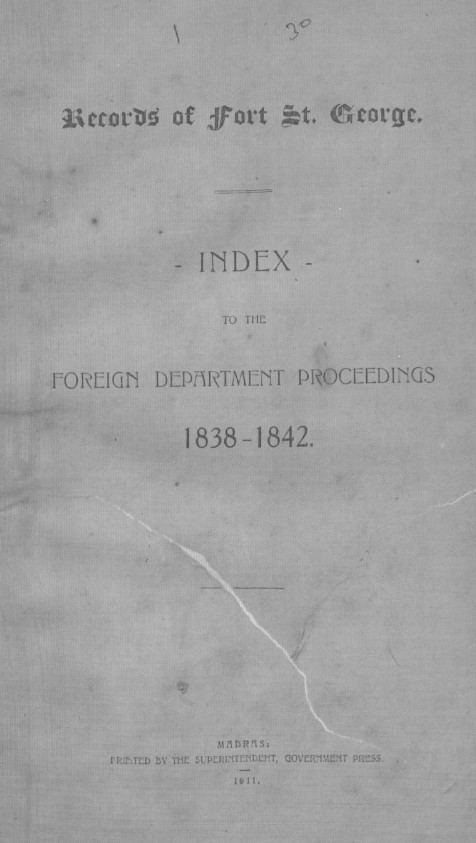 1 30
Records of Fort St. George.
- INDEX -
TO THE
FOREIGN DEPARTMENT PROCEEDINGS
1838-1842.
MADRAS:
PRINTED BY THE SUPERINTENDENT, GOVERNMENT PRESS.
1911.